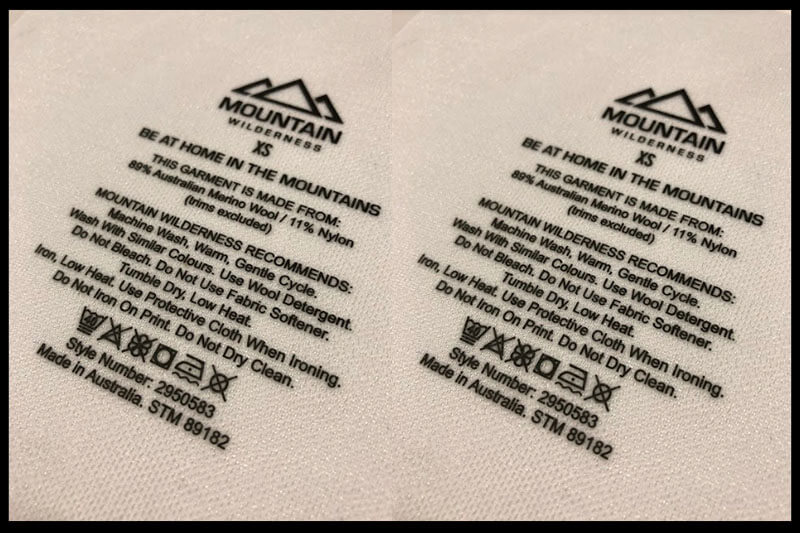 MOUNTAIN
WILDERNESS
XS
BE AT HOME IN THE MOUNTAINS
THIS GARMENT IS MADE FROM:
89% Australian Merino Wool / 11% Nylon
(trims excluded)
MOUNTAIN WILDERNESS RECOMMENDS:
Machine Wash, Warm, Gentle Cycle.
Wash With Similar Colours. Use Wool Detergent.
Do Not Bleach. Do Not Use Fabric Softener.
Tumble Dry, Low Heat.
Iron, Low Heat. Use Protective Cloth When Ironing.
Do Not Iron On Print. Do Not Dry Clean.
Style Number: 2950583
Made in Australia. STM 89182
MOUNTAIN
WILDERNESS
XS
BE AT HOME IN THE MOUNTAINS
THIS GARMENT IS MADE FROM:
89% Australian Merino Wool / 11% Nylon
(trims excluded)
MOUNTAIN WILDERNESS RECOMMENDS:
Machine Wash, Warm, Gentle Cycle.
Wash With Similar Colours. Use Wool Detergent.
Do Not Bleach. Do Not Use Fabric Softener.
Tumble Dry, Low Heat.
Iron, Low Heat. Use Protective Cloth When Ironing.
Do Not Iron On Print. Do Not Dry Clean.
Style Number: 2950583
Made in Australia. STM 89182